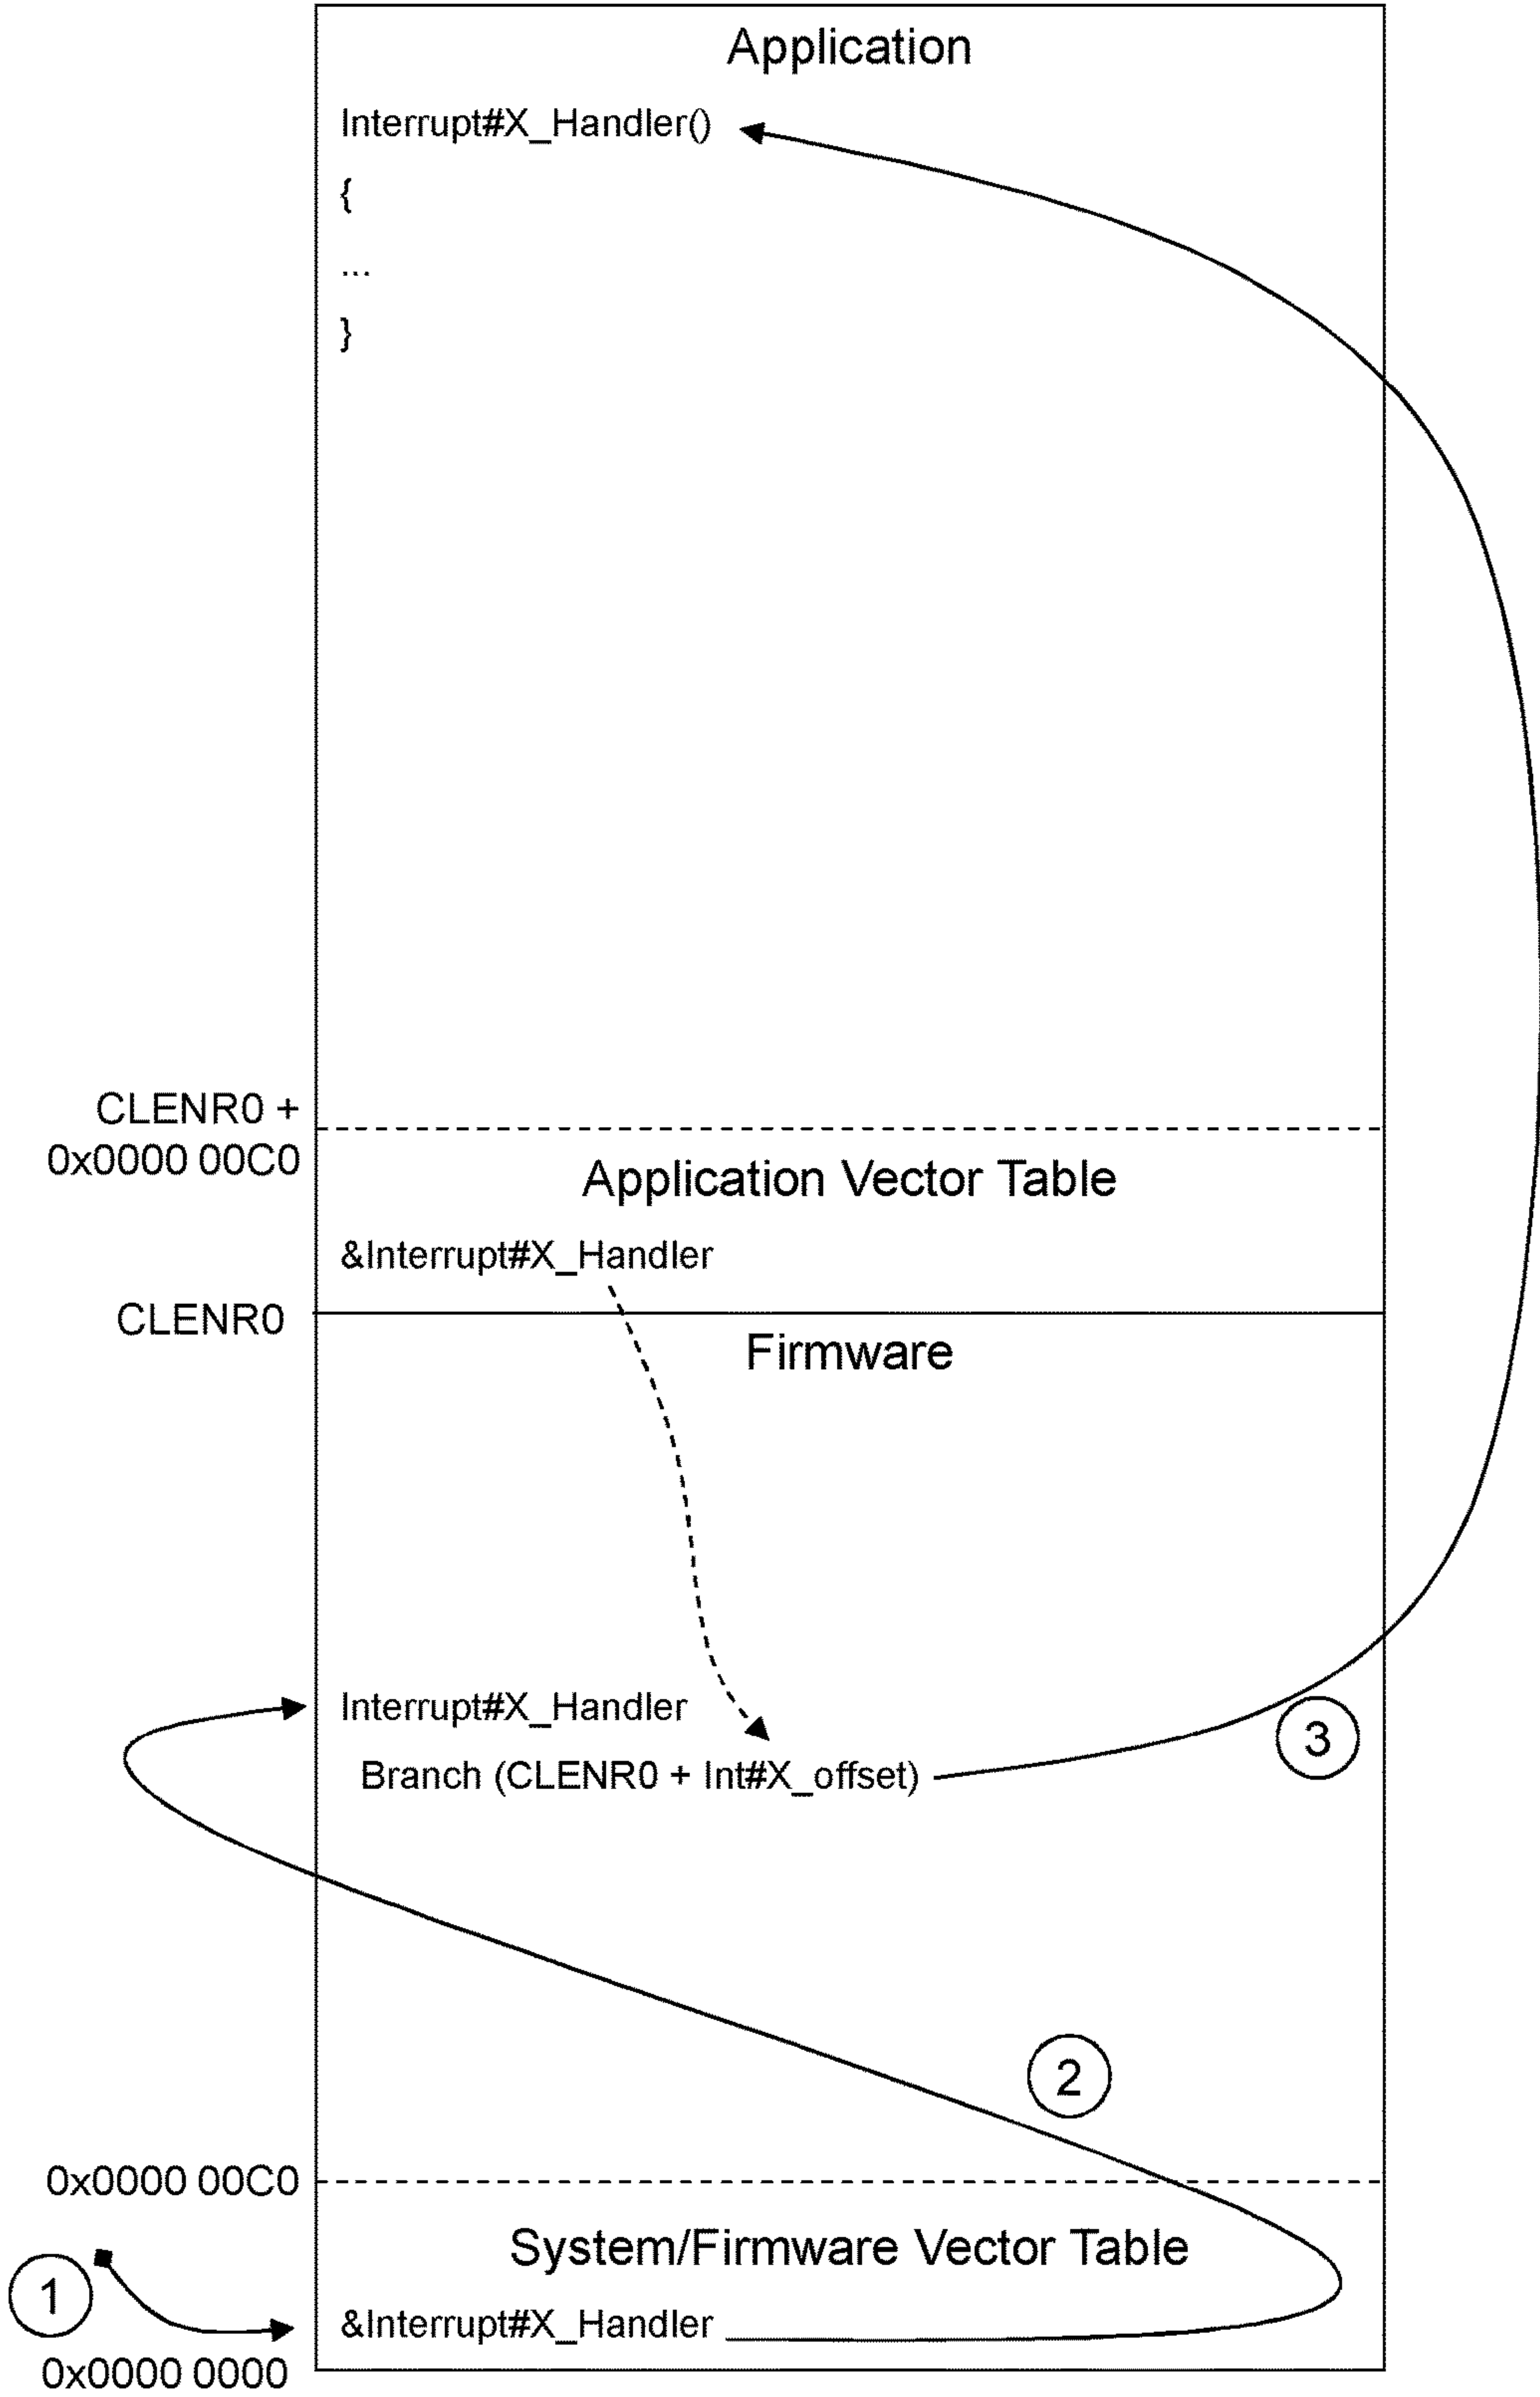 Application
Interrupt#X_Handler()
{
...
}
CLENR0 +
0x0000 00C0
Application Vector Table
&Interrupt#X_Handler
CLENR0
Firmware
Interrupt#X_Handler
Branch (CLENR0 + Int#X_offset)
3
2
0x0000 00C0
System/Firmware Vector Table
1
&Interrupt#X_Handler
0x0000 0000